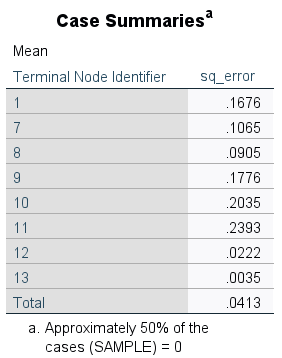 Case Summariesa
Mean
Terminal Node Identifier sq_error
1 .1676
7 .1065
8 .0905
9 .1776
10 .2035
11 .2393
12 .0222
13 .0035
Total .0413
a. Approximately 50% of the
cases (SAMPLE) = 0